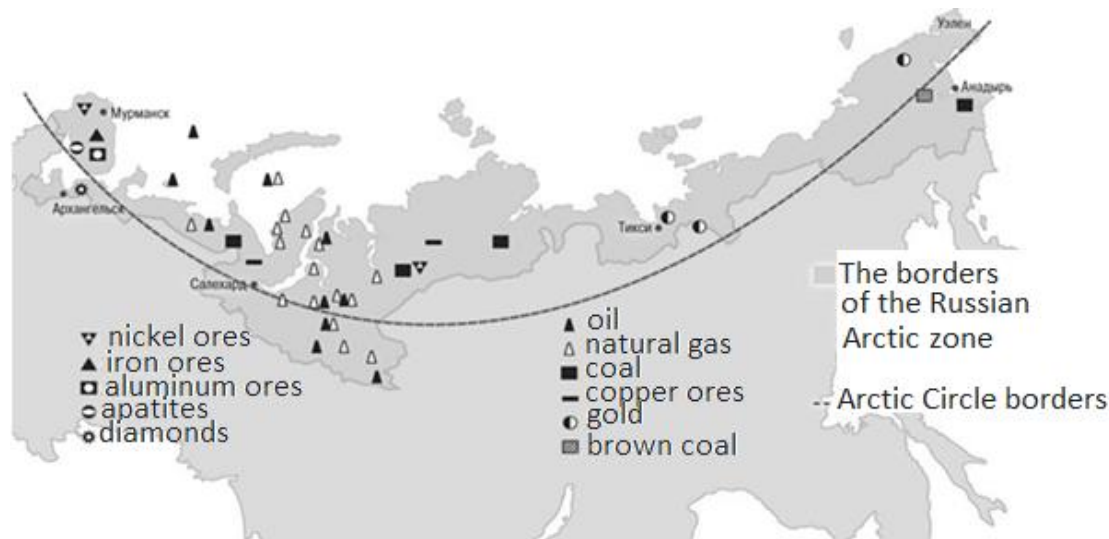 Уэлен
Анадырь
Мурманск
Архангельск
Тикси
Салехард
The borders
of the Russian
Arctic zone
Arctic Circle borders
nickel ores
iron ores
aluminum ores
apatites
diamonds
oil
natural gas
coal
copper ores
gold
brown coal